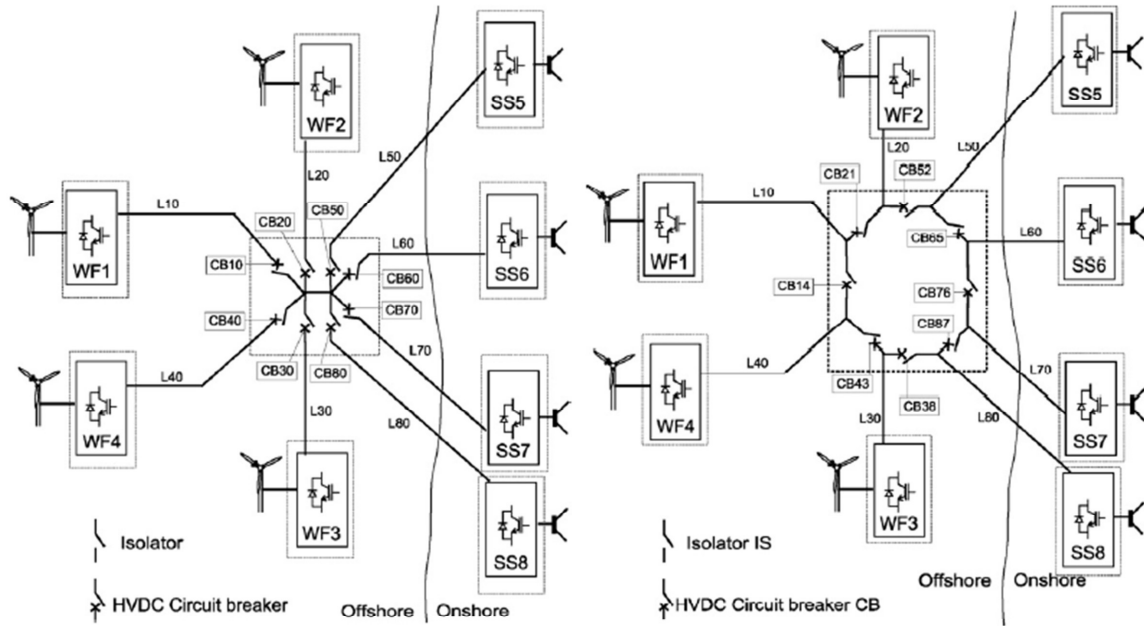 WF2
SS5
L50
L20
L10
CB20
CB50
L60
WF1
CB10
CB60
SS6
CB40
CB70
CB30
CB80
L70
L40
L30
L80
WF4
SS7
WF3
SS8
Isolator
HVDC Circuit breaker
Offshore
Onshore
WF2
SS5
L20
CB52
L50
CB21
L10
CB65
L60
WF1
SS6
CB14
CB76
CB87
L40
CB43
CB38
L70
L30
L80
WF4
SS7
WF3
SS8
Isolator IS
HVDC Circuit breaker CB
Offshore
Onshore